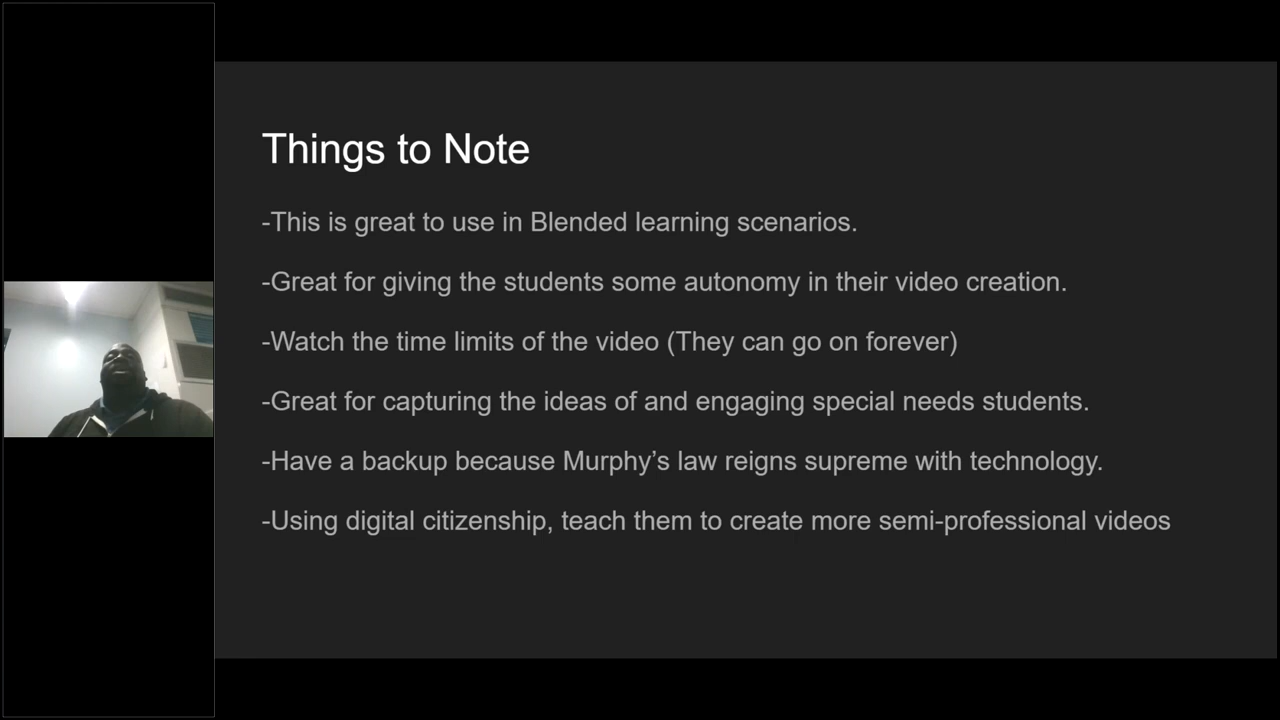 Things to Note
-This is great to use in Blended learning scenarios.
-Great for giving the students some autonomy in their video creation.
-Watch the time limits of the video (They can go on forever)
-Great for capturing the ideas of and engaging special needs students.
-Have a backup because Murphy’s law reigns supreme with technology.
-Using digital citizenship, teach them to create more semi-professional videos